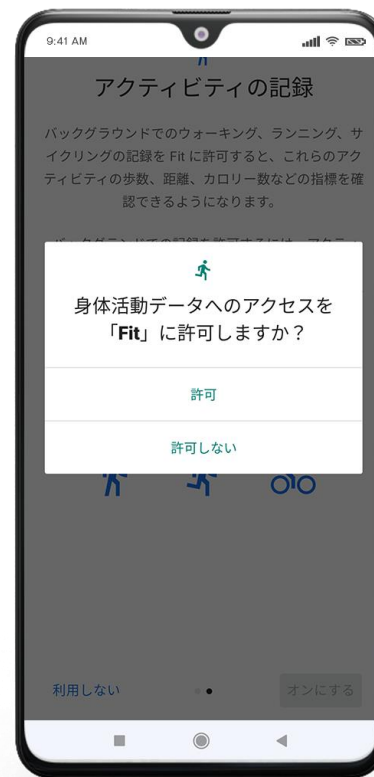 9:41 AM
アクティビティの記録
バックグラウンドでのウォーキング、ランニング、サ
イクリングの記録を Fit に許可すると、これらのアク
ティビティの歩数、距離、カロリー数などの指標を確
認できるようになります。
身体活動データへのアクセスを
「Fit」に許可しますか？
許可
許可しない
利用しない
オンにする